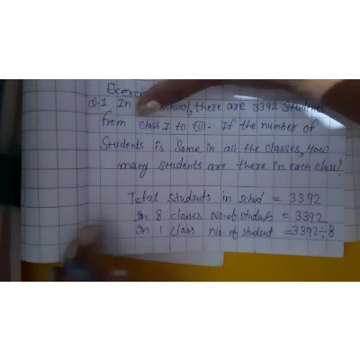 Exerci
Q.1 In school, there are 3392 Students
from class I to VIII. If the number of
Students is Same in all the classes, How
many students are there in each class?
Total students in school = 3392
In 8 classes No. of students = 3392
In 1 class No. of student = 3392÷8